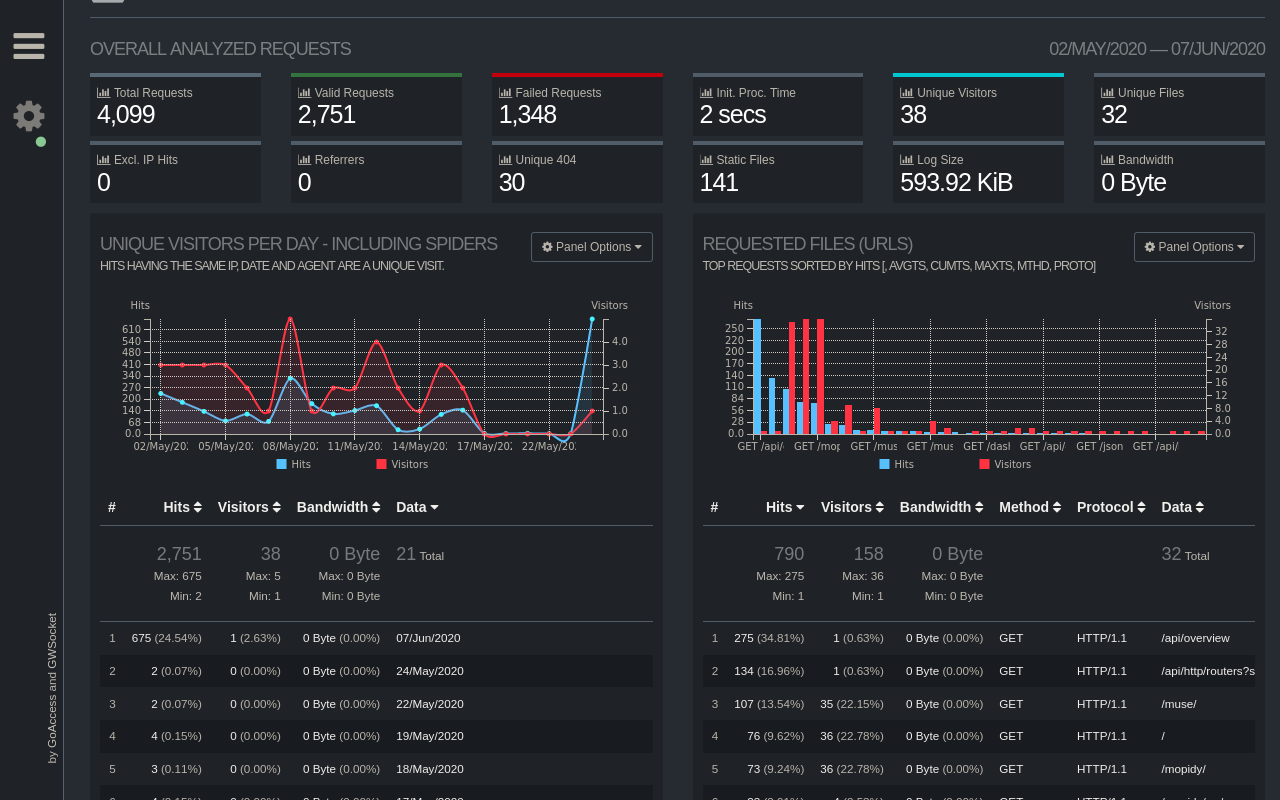 OVERALL ANALYZED REQUESTS
02/MAY/2020 — 07/JUN/2020
Total Requests
4,099
Valid Requests
2,751
Failed Requests
1,348
Init. Proc. Time
2 secs
Unique Visitors
38
Unique Files
32
Excl. IP Hits
0
Referrers
0
Unique 404
30
Static Files
141
Log Size
593.92 KiB
Bandwidth
0 Byte
UNIQUE VISITORS PER DAY - INCLUDING SPIDERS
Panel Options
HITS HAVING THE SAME IP, DATE AND AGENT ARE A UNIQUE VISIT.
Hits Visitors
610
540
480
410
340
270
200
140
68
0.0
4.0
3.0
2.0
1.0
0.0
02/May/20 05/May/20 08/May/20 11/May/20 14/May/20 17/May/20 22/May/20
Hits Visitors
# Hits Visitors Bandwidth Data
2,751 38 0 Byte 21 Total
Max: 675 Max: 5 Max: 0 Byte
Min: 2 Min: 1 Min: 0 Byte
1 675 (24.54%) 1 (2.63%) 0 Byte (0.00%) 07/Jun/2020
2 2 (0.07%) 0 (0.00%) 0 Byte (0.00%) 24/May/2020
3 2 (0.07%) 0 (0.00%) 0 Byte (0.00%) 22/May/2020
4 4 (0.15%) 0 (0.00%) 0 Byte (0.00%) 19/May/2020
5 3 (0.11%) 0 (0.00%) 0 Byte (0.00%) 18/May/2020
REQUESTED FILES (URLS)
Panel Options
TOP REQUESTS SORTED BY HITS [, AVGTS, CUMTS, MAXTS, MTHD, PROTO]
Hits Visitors
250
220
200
170
140
110
84
56
28
0.0
32
28
24
20
16
12
8.0
4.0
0.0
GET /api/ GET /mop GET /mus GET /mus GET /dasl GET /api/ GET /json GET /api/
Hits Visitors
# Hits Visitors Bandwidth Method Protocol Data
790 158 0 Byte 32 Total
Max: 275 Max: 36 Max: 0 Byte
Min: 1 Min: 1 Min: 0 Byte
1 275 (34.81%) 1 (0.63%) 0 Byte (0.00%) GET HTTP/1.1 /api/overview
2 134 (16.96%) 1 (0.63%) 0 Byte (0.00%) GET HTTP/1.1 /api/http/routers?s
3 107 (13.54%) 35 (22.15%) 0 Byte (0.00%) GET HTTP/1.1 /muse/
4 76 (9.62%) 36 (22.78%) 0 Byte (0.00%) GET HTTP/1.1 /
5 73 (9.24%) 36 (22.78%) 0 Byte (0.00%) GET HTTP/1.1 /mopidy/
by GoAccess and GWSocket